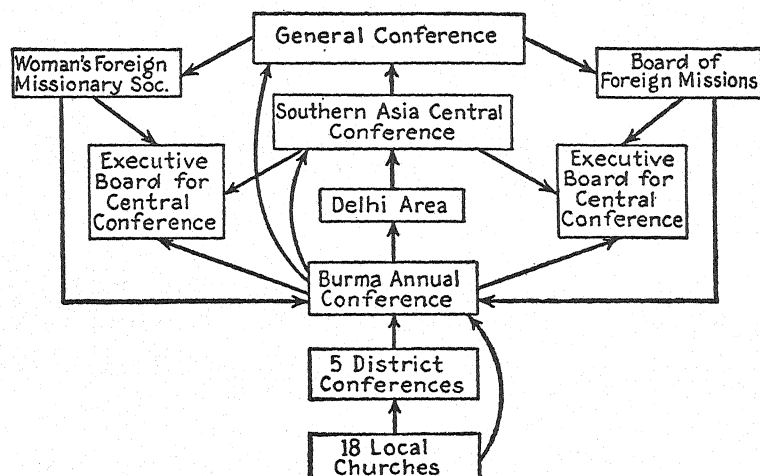 General Conference
Woman's Foreign
Missionary Soc.
Board of
Foreign Missions
Southern Asia Central
Conference
Executive
Board for
Central
Conference
Executive
Board for
Central
Conference
Delhi Area
Burma Annual
Conference
5 District
Conferences
18 Local
Churches